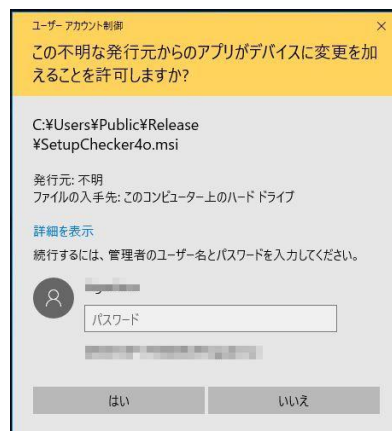 ユーザー アカウント制御
この不明な発行元からのアプリがデバイスに変更を加
えることを許可しますか?
C:¥Users¥Public¥Release
¥SetupChecker4o.msi
発行元: 不明
ファイルの入手先: このコンピューター上のハード ドライブ
詳細を表示
続行するには、管理者のユーザー名とパスワードを入力してください。
パスワード
はい
いいえ